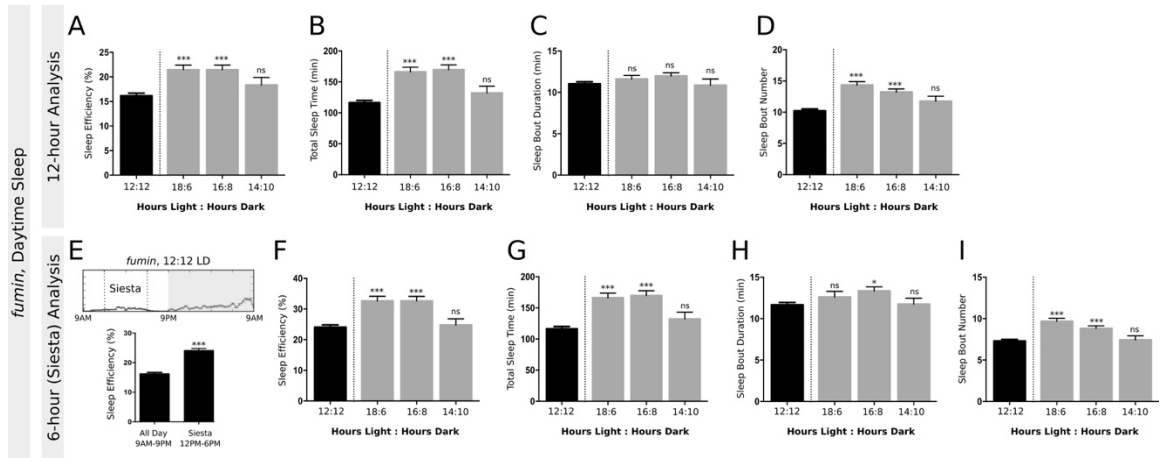 fumin, Daytime Sleep
12-hour Analysis
A
Sleep Efficiency (%)
25
20
15
10
5
0
*** *** ns
12:12 18:6 16:8 14:10
Hours Light : Hours Dark
B
Total Sleep Time (min)
200
150
100
50
0
*** *** ns
12:12 18:6 16:8 14:10
Hours Light : Hours Dark
C
Sleep Bout Duration (min)
15
10
5
0
ns ns ns
12:12 18:6 16:8 14:10
Hours Light : Hours Dark
D
Sleep Bout Number
20
15
10
5
0
*** *** ns
12:12 18:6 16:8 14:10
Hours Light : Hours Dark
6-hour (Siesta) Analysis
E
fumin, 12:12 LD
Siesta
9AM 9PM 9AM
Sleep Efficiency (%)
30
20
10
0
***
All Day Siesta
9AM-9PM 12PM-6PM
F
Sleep Efficiency (%)
40
30
20
10
0
*** *** ns
12:12 18:6 16:8 14:10
Hours Light : Hours Dark
G
Total Sleep Time (min)
200
150
100
50
0
*** *** ns
12:12 18:6 16:8 14:10
Hours Light : Hours Dark
H
Sleep Bout Duration (min)
15
10
5
0
ns * ns
12:12 18:6 16:8 14:10
Hours Light : Hours Dark
I
Sleep Bout Number
15
10
5
0
*** *** ns
12:12 18:6 16:8 14:10
Hours Light : Hours Dark